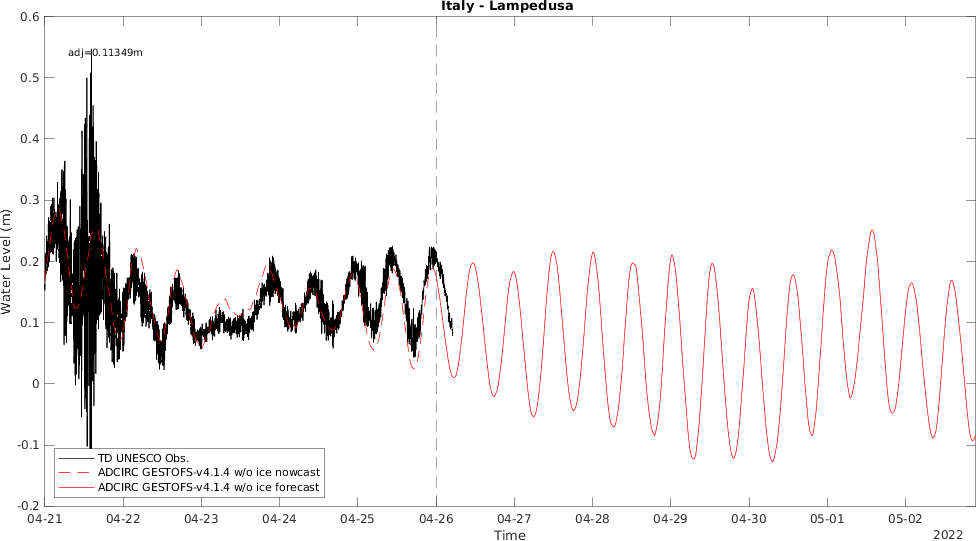 Italy - Lampedusa
adj=0.11349m
Water Level (m)
0.6
0.5
0.4
0.3
0.2
0.1
0
-0.1
-0.2
TD UNESCO Obs.
ADCIRC GESTOFS-v4.1.4 w/o ice nowcast
ADCIRC GESTOFS-v4.1.4 w/o ice forecast
04-21 04-22 04-23 04-24 04-25 04-26 04-27 04-28 04-29 04-30 05-01 05-02
Time
2022